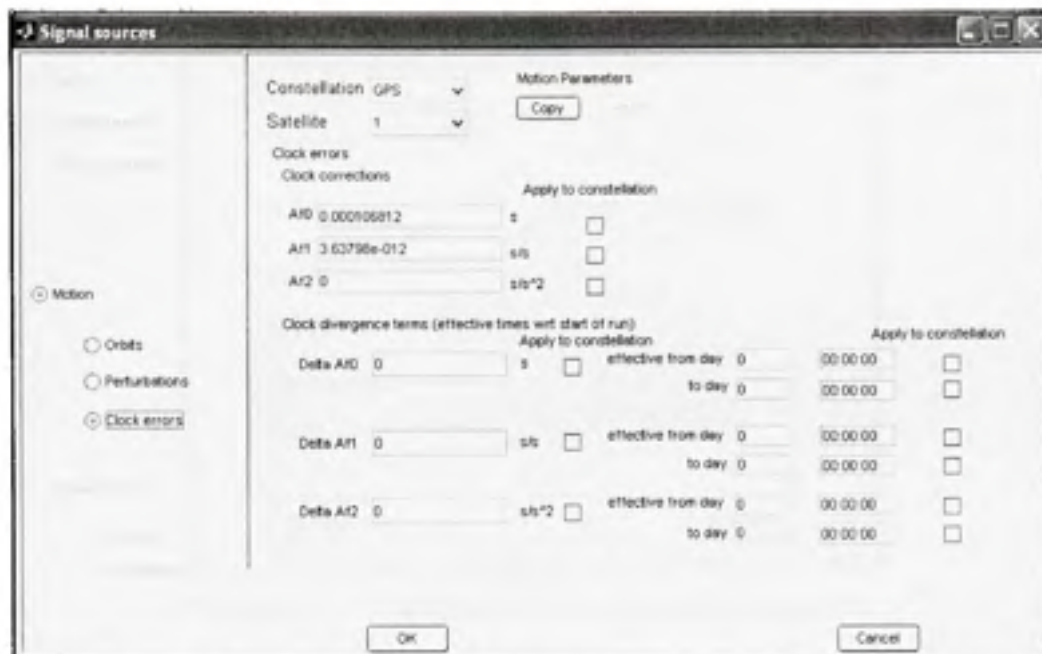 Signal sources
Constellation GPS
Motion Parameters
Satellite 1
Copy
Clock errors
Clock corrections
Apply to constellation
Af0 0.000106812 s
Af1 3.63798e-012 s/s
Af2 0 s/s^2
Motion
Orbits
Perturbations
Clock errors
Clock divergence terms (effective times wrt start of run)
Apply to constellation
Apply to constellation
Delta Af0 0 s effective from day 0 00:00:00
to day 0 00:00:00
Delta Af1 0 s/s effective from day 0 00:00:00
to day 0 00:00:00
Delta Af2 0 s/s^2 effective from day 0 00:00:00
to day 0 00:00:00
OK
Cancel